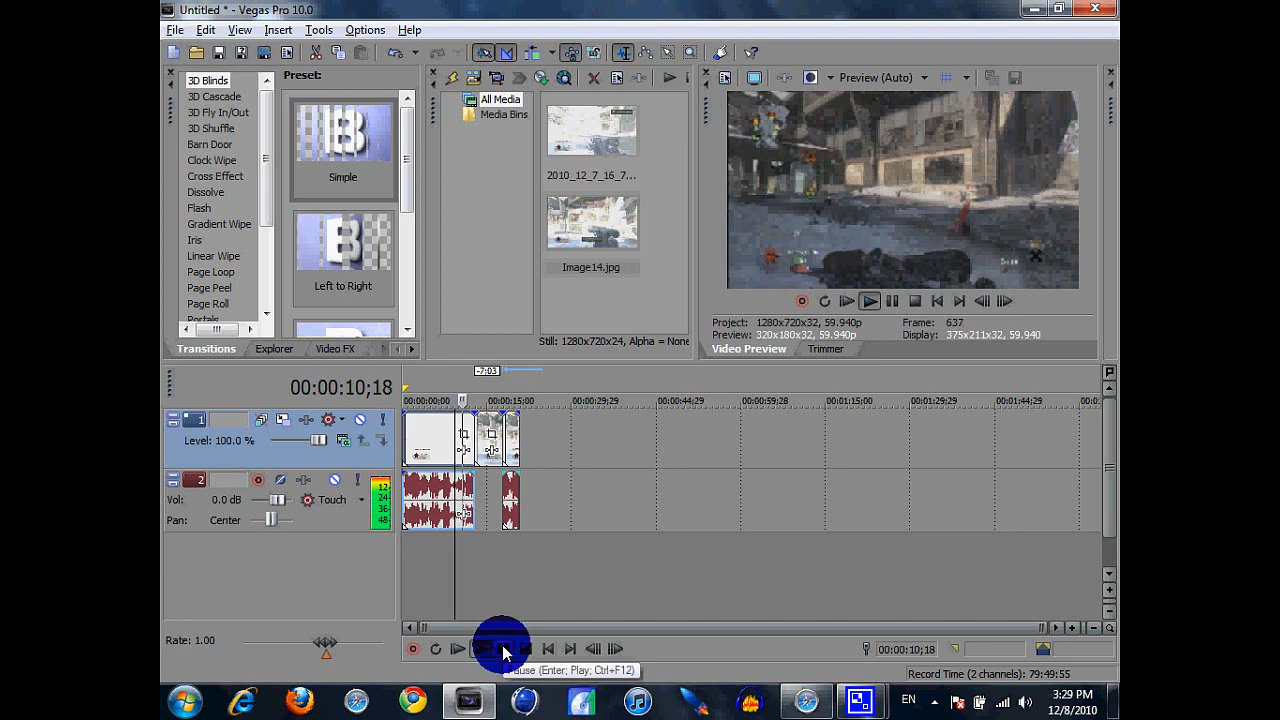 Untitled * - Vegas Pro 10.0
File Edit View Insert Tools Options Help
3D Blinds
3D Cascade
3D Fly In/Out
3D Shuffle
Barn Door
Clock Wipe
Cross Effect
Dissolve
Flash
Gradient Wipe
Iris
Linear Wipe
Page Loop
Page Peel
Page Roll
Portals
Transitions Explorer Video FX
Preset:
Simple
Left to Right
All Media
Media Bins
2010_12_7_16_7...
Image14.jpg
Still: 1280x720x24, Alpha = None
Preview (Auto)
Project: 1280x720x32, 59.940p Frame: 637
Preview: 320x180x32, 59.940p Display: 375x211x32, 59.940
Video Preview Trimmer
-7:03
00:00:10;18
00:00:00;00 00:00:15;00 00:00:29;29 00:00:44;29 00:00:59;28 00:01:15;00 00:01:29;29 00:01:44;29
1
Level: 100.0 %
2
Vol: 0.0 dB Touch
Pan: Center
12
24
36
48
Rate: 1.00
00:00:10;18
Pause (Enter; Play; Ctrl+F12)
Record Time (2 channels): 79:49:55
EN
3:29 PM
12/8/2010